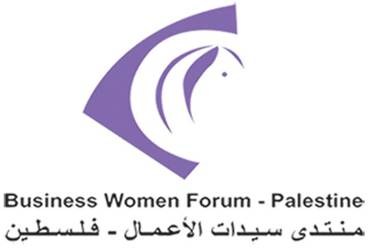 Business Women Forum - Palestine
منتدى سيدات الأعمال - فلسطين